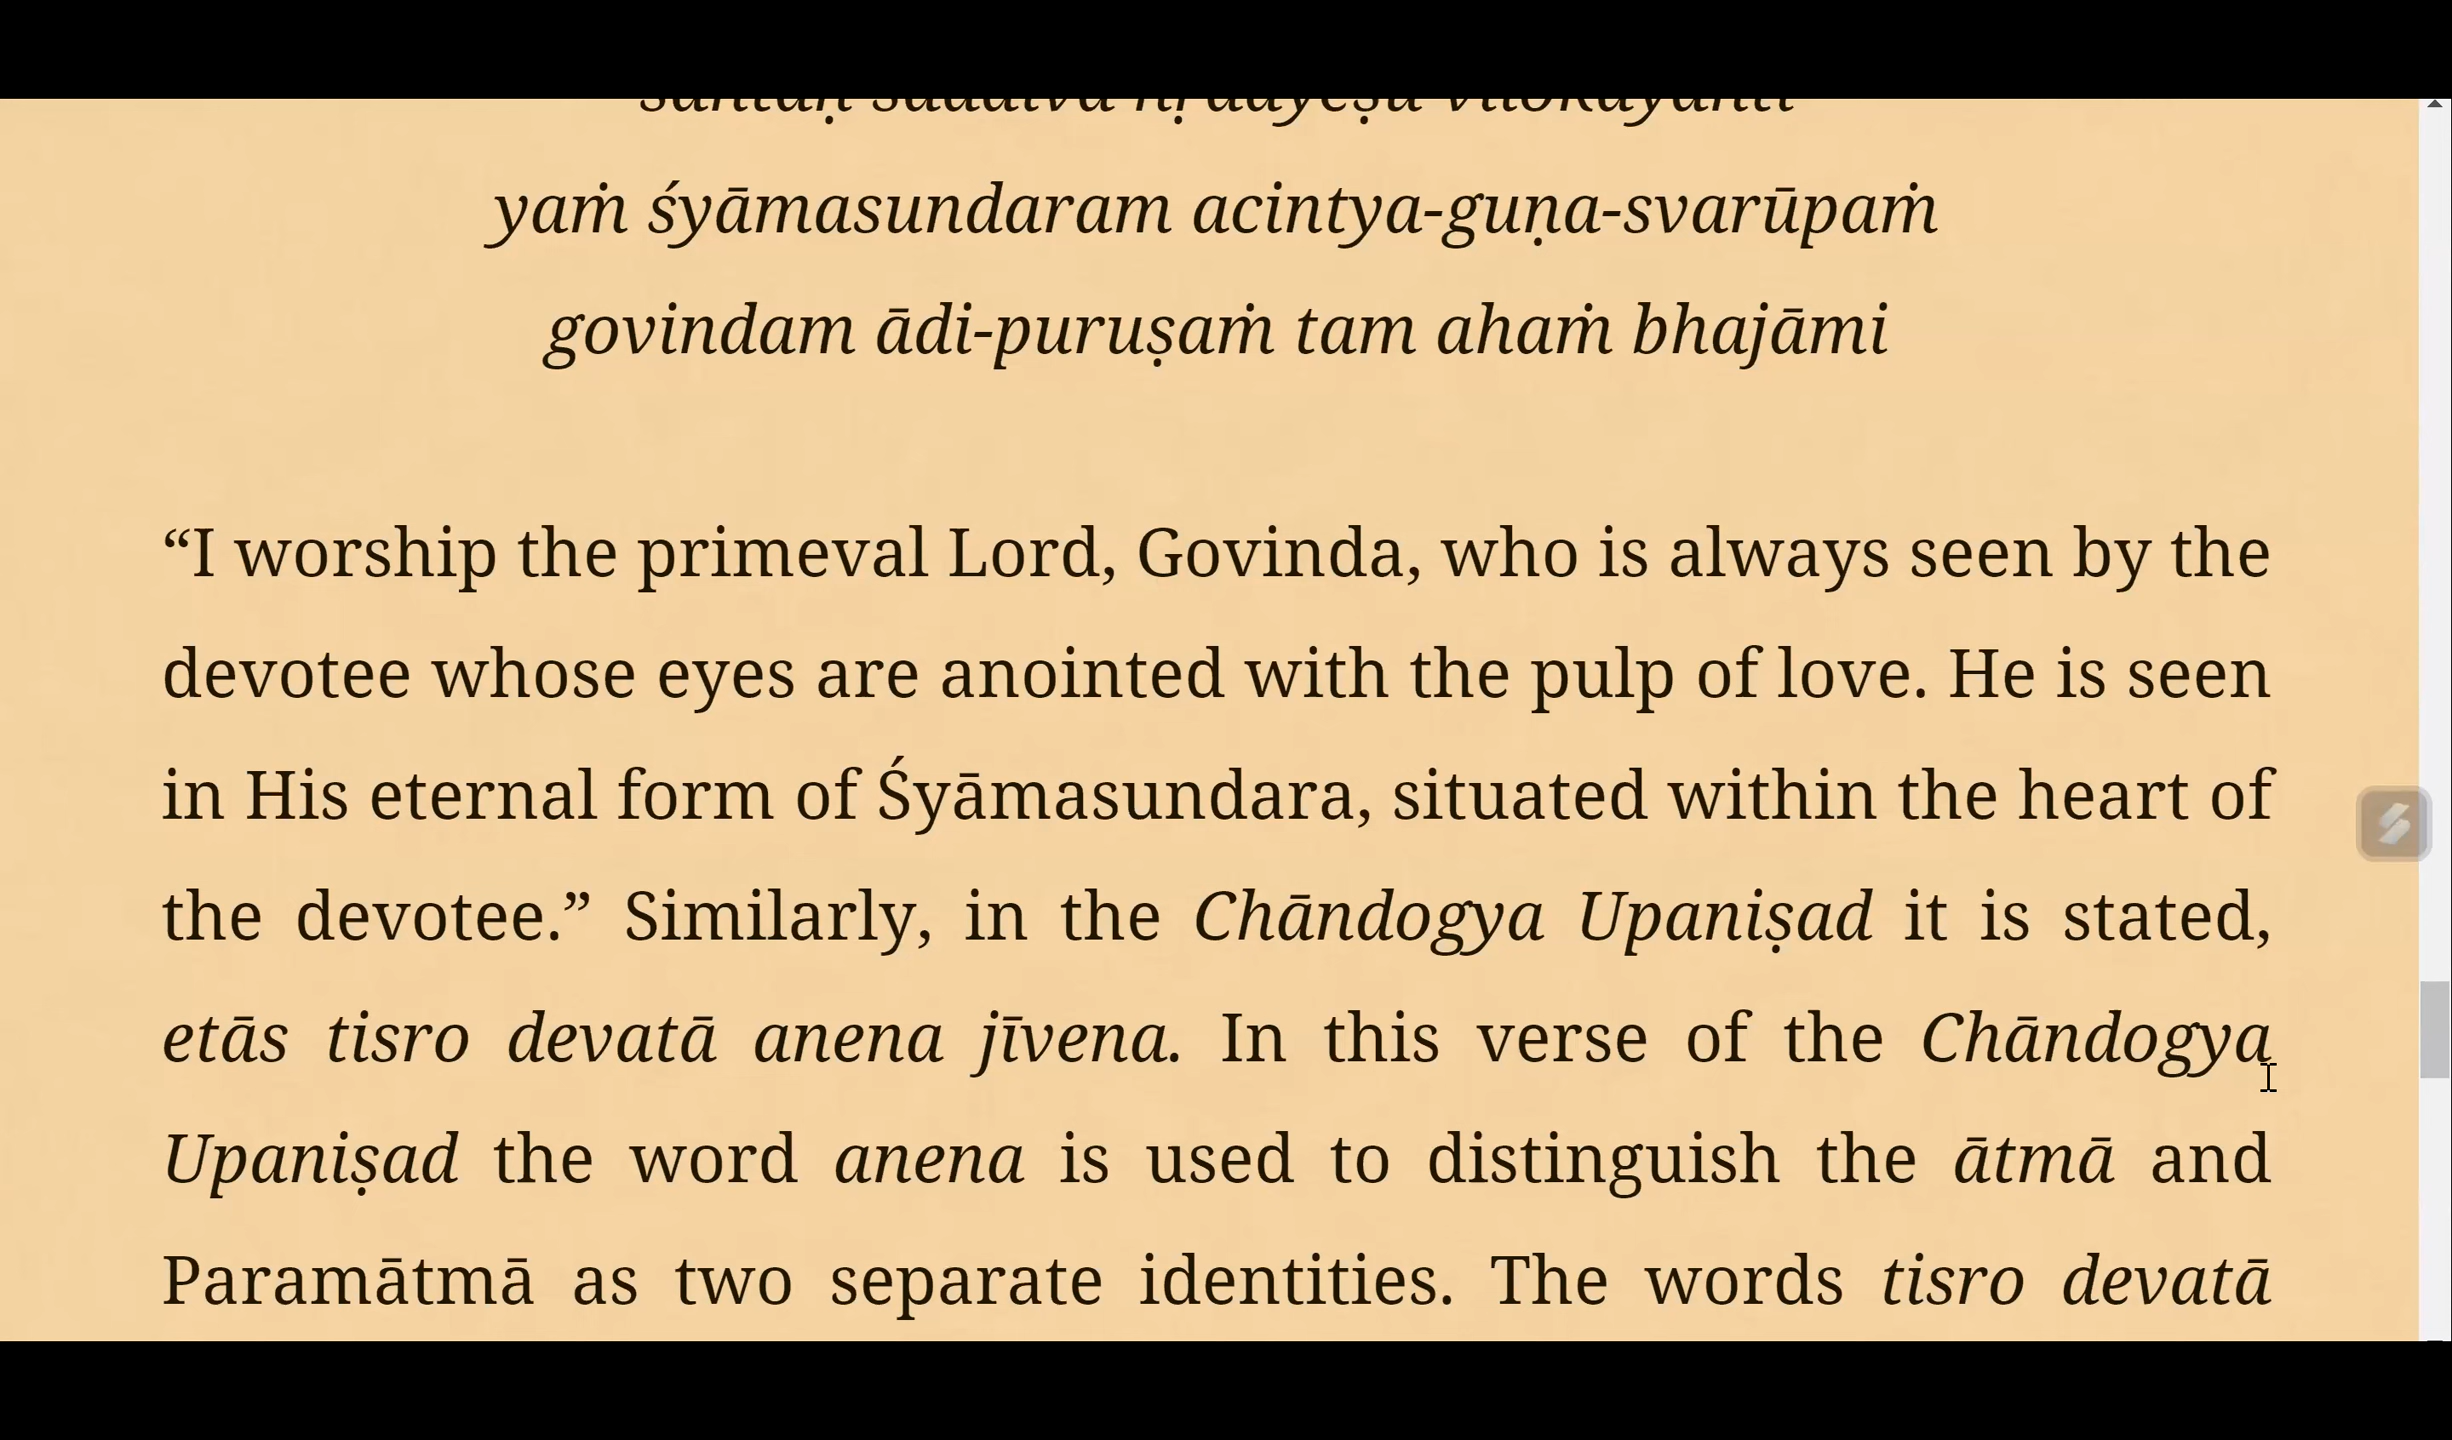 santaḥ sadaiva hṛdayeṣu vilokayanti
yaṁ śyāmasundaram acintya-guṇa-svarūpaṁ
govindam ādi-puruṣaṁ tam ahaṁ bhajāmi
“I worship the primeval Lord, Govinda, who is always seen by the
devotee whose eyes are anointed with the pulp of love. He is seen
in His eternal form of Śyāmasundara, situated within the heart of
the devotee.” Similarly, in the Chāndogya Upaniṣad it is stated,
etās tisro devatā anena jīvena. In this verse of the Chāndogya
Upaniṣad the word anena is used to distinguish the ātmā and
Paramātmā as two separate identities. The words tisro devatā